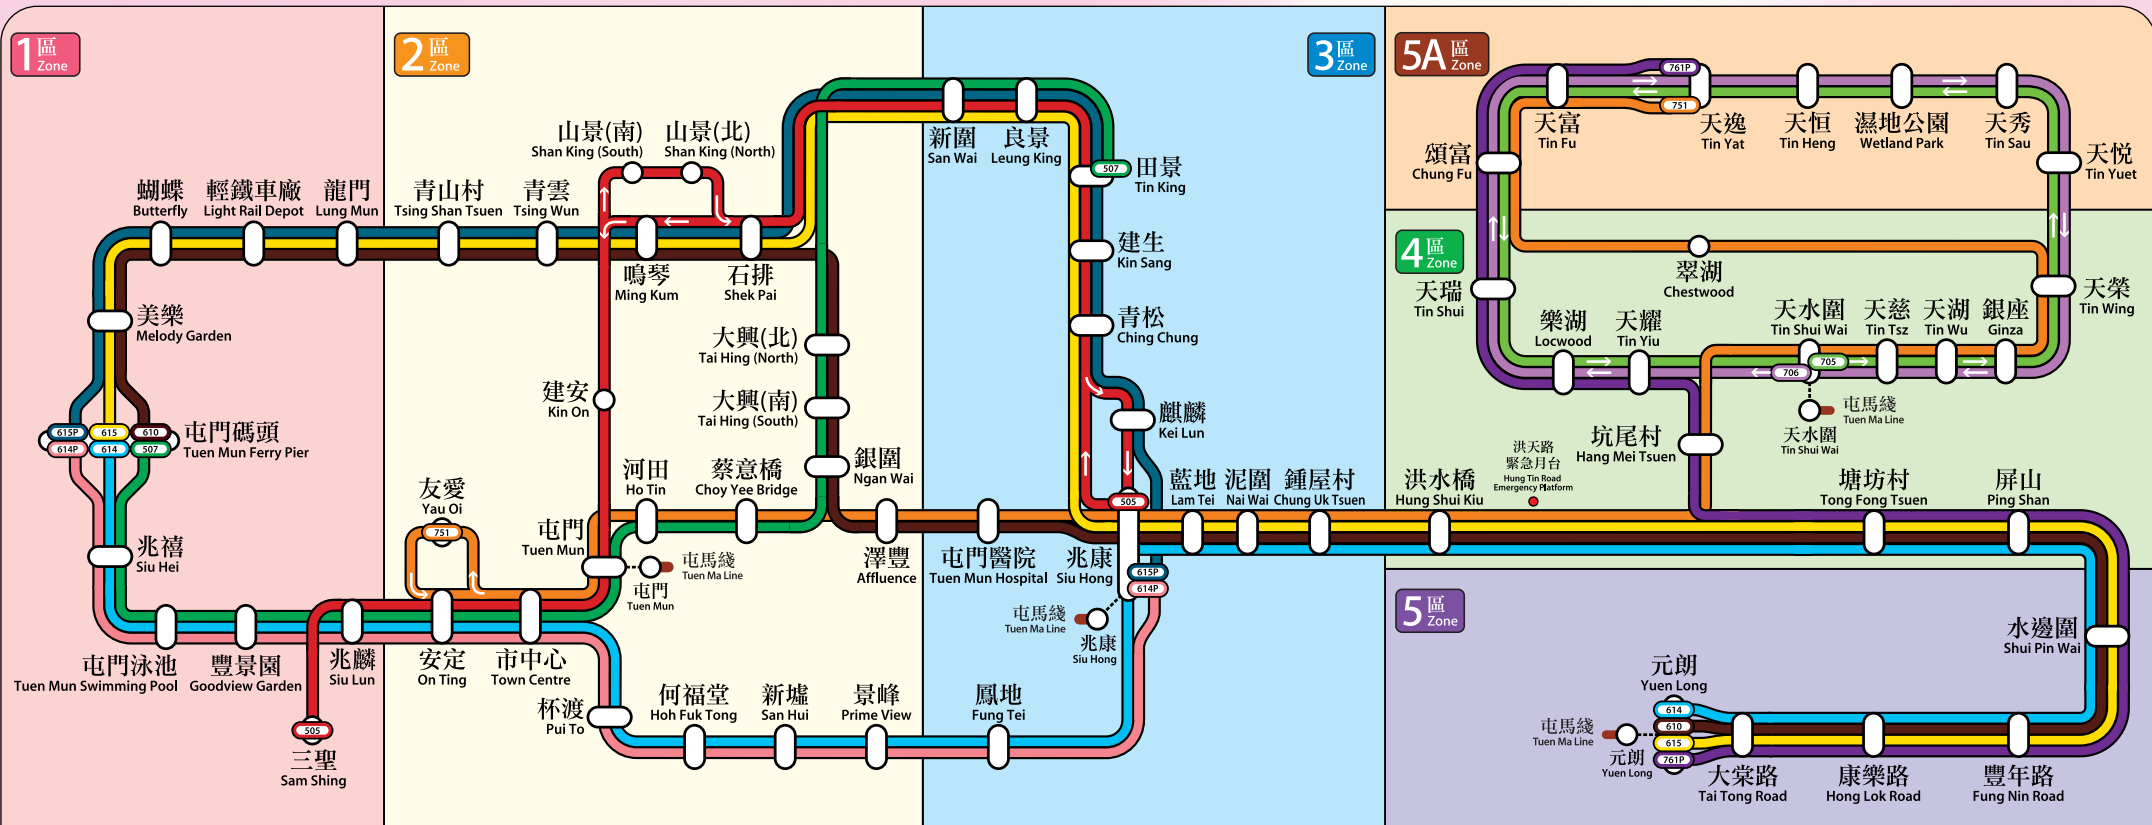 1 區
Zone
2 區
Zone
3 區
Zone
5A 區
Zone
4 區
Zone
5 區
Zone
蝴蝶
Butterfly
輕鐵車廠
Light Rail Depot
龍門
Lung Mun
青山村
Tsing Shan Tsuen
青雲
Tsing Wun
山景(南)
Shan King (South)
山景(北)
Shan King (North)
鳴琴
Ming Kum
石排
Shek Pai
美樂
Melody Garden
615P
615
610
614P
614
507
屯門碼頭
Tuen Mun Ferry Pier
兆禧
Siu Hei
屯門泳池
Tuen Mun Swimming Pool
豐景園
Goodview Garden
兆麟
Siu Lun
505
三聖
Sam Shing
建安
Kin On
大興(北)
Tai Hing (North)
大興(南)
Tai Hing (South)
銀圍
Ngan Wai
河田
Ho Tin
蔡意橋
Choy Yee Bridge
友愛
Yau Oi
751
屯門
Tuen Mun
屯馬綫
Tuen Ma Line
屯門
Tuen Mun
安定
On Ting
市中心
Town Centre
杯渡
Pui To
何福堂
Hoh Fuk Tong
新墟
San Hui
景峰
Prime View
鳳地
Fung Tei
澤豐
Affluence
屯門醫院
Tuen Mun Hospital
兆康
Siu Hong
505
615P
614P
屯馬綫
Tuen Ma Line
兆康
Siu Hong
新圍
San Wai
良景
Leung King
507
田景
Tin King
建生
Kin Sang
青松
Ching Chung
麒麟
Kei Lun
藍地
Lam Tei
泥圍
Nai Wai
鍾屋村
Chung Uk Tsuen
洪水橋
Hung Shui Kiu
洪天路
緊急月台
Hung Tin Road
Emergency Platform
坑尾村
Hang Mei Tsuen
塘坊村
Tong Fong Tsuen
屏山
Ping Shan
761P
751
天富
Tin Fu
天逸
Tin Yat
天恒
Tin Heng
濕地公園
Wetland Park
天秀
Tin Sau
天悦
Tin Yuet
頌富
Chung Fu
天瑞
Tin Shui
翠湖
Chestwood
樂湖
Locwood
天耀
Tin Yiu
天水圍
Tin Shui Wai
天慈
Tin Tsz
天湖
Tin Wu
銀座
Ginza
天榮
Tin Wing
705
706
屯馬綫
Tuen Ma Line
天水圍
Tin Shui Wai
水邊圍
Shui Pin Wai
元朗
Yuen Long
614
610
615
761P
屯馬綫
Tuen Ma Line
元朗
Yuen Long
大棠路
Tai Tong Road
康樂路
Hong Lok Road
豐年路
Fung Nin Road